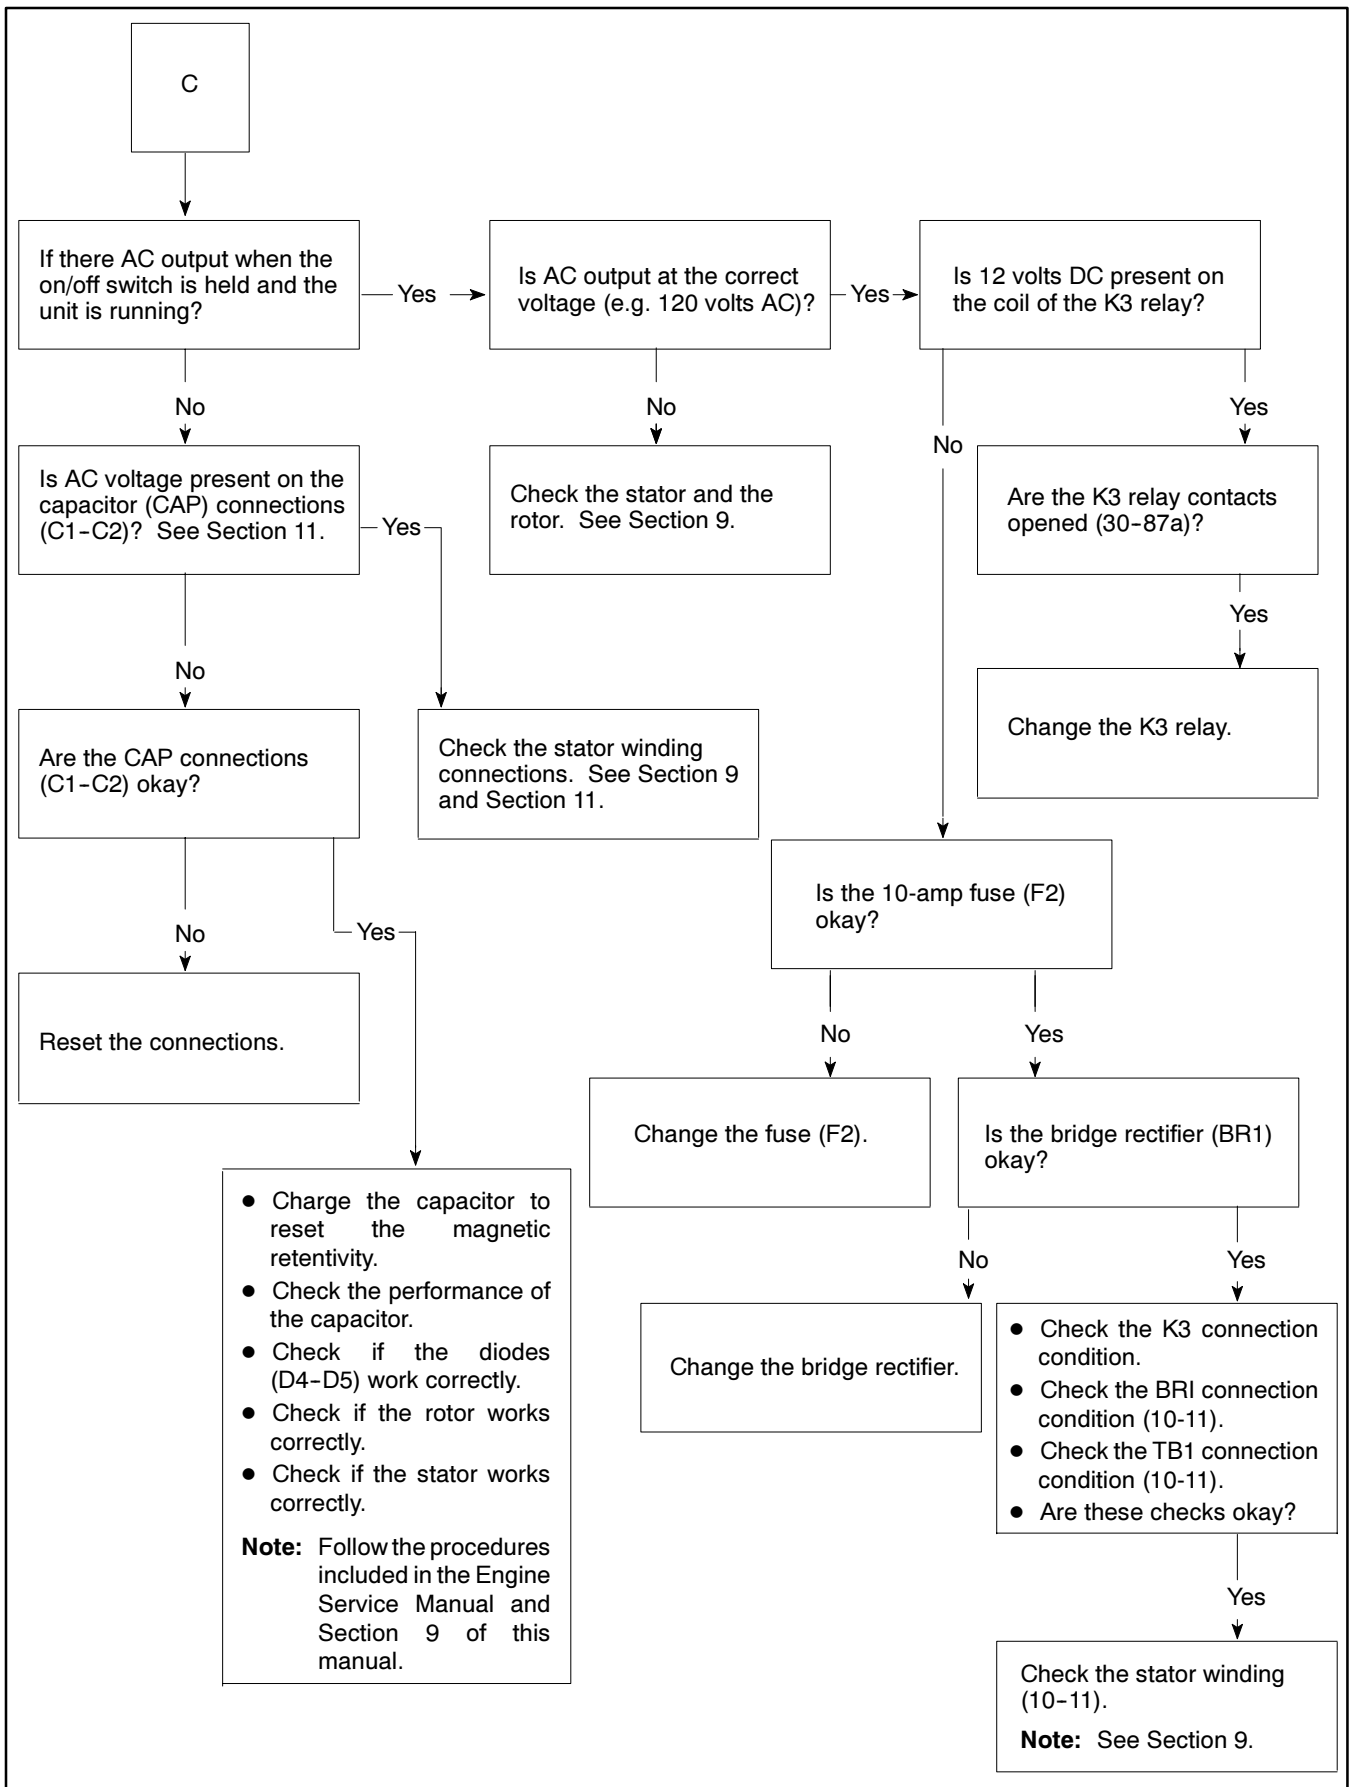 C
If there AC output when the
on/off switch is held and the
unit is running?
Yes
Is AC output at the correct
voltage (e.g. 120 volts AC)?
Yes
Is 12 volts DC present on
the coil of the K3 relay?
No
No
No
Yes
Is AC voltage present on the
capacitor (CAP) connections
(C1-C2)? See Section 11.
Yes
Check the stator and the
rotor. See Section 9.
Are the K3 relay contacts
opened (30-87a)?
Yes
No
Change the K3 relay.
Are the CAP connections
(C1-C2) okay?
Check the stator winding
connections. See Section 9
and Section 11.
No
Yes
Is the 10-amp fuse (F2)
okay?
Reset the connections.
No
Yes
Change the fuse (F2).
Is the bridge rectifier (BR1)
okay?
● Charge the capacitor to
reset the magnetic
retentivity.
● Check the performance of
the capacitor.
● Check if the diodes
(D4-D5) work correctly.
● Check if the rotor works
correctly.
● Check if the stator works
correctly.
Note: Follow the procedures
included in the Engine
Service Manual and
Section 9 of this
manual.
No
Yes
Change the bridge rectifier.
● Check the K3 connection
condition.
● Check the BRI connection
condition (10-11).
● Check the TB1 connection
condition (10-11).
● Are these checks okay?
Yes
Check the stator winding
(10-11).
Note: See Section 9.